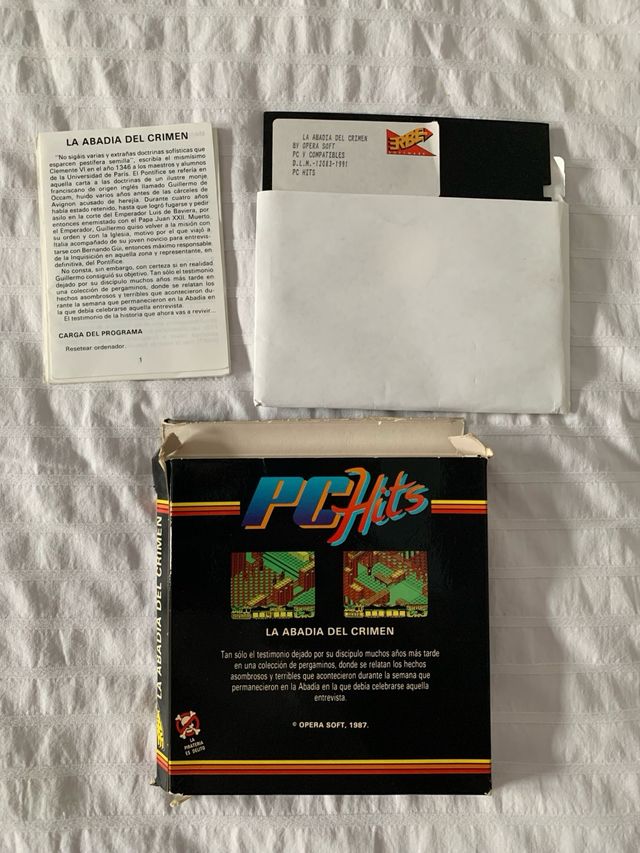 LA ABADIA DEL CRIMEN
"No sigáis varias y extrañas doctrinas sofísticas que
esparcen pestífera semilla", escribía el mismísimo
Clemente VI en el año 1346 a los maestros y alumnos
de la Universidad de París. El Pontífice se refería en
aquella carta a las doctrinas de un ilustre monje
franciscano de origen inglés llamado Guillermo de
Occam, huido varios años antes de las cárceles de
Avignon, acusado de herejía. Durante cuatro años
había estado retenido, hasta que logró fugarse y pedir
asilo en la corte del Emperador Luis de Baviera, por
entonces enemistado con el Papa Juan XXII. Muerto,
el Emperador, Guillermo quiso volver a la misión con
su orden y con la Iglesia, motivo por el que viajó a
Italia acompañado de su joven novicio para entrevis-
tarse con Bernardo Güi, entonces máximo responsable
de la Inquisición en aquella zona y representante, en
definitiva, del Pontífice.
No consta, sin embargo, con certeza si en realidad
Guillermo consiguió su objetivo. Tan sólo el testimonio
dejado por su discípulo muchos años más tarde en
una colección de pergaminos, donde se relatan los
hechos asombrosos y terribles que acontecieron du-
rante la semana que permanecieron en la Abadía en
la que debía celebrarse aquella entrevista.
El testimonio de la historia que ahora vas a revivir...
CARGA DEL PROGRAMA
Resetear ordenador.
1
LA ABADIA DEL CRIMEN
BY OPERA SOFT
PC Y COMPATIBLES
D.L.M.-12083-1991
PC HITS
ERBE
SOFTWARE
PC Hits
LA ABADIA DEL CRIMEN
Tan sólo el testimonio dejado por su discípulo muchos años más tarde
en una colección de pergaminos, donde se relatan los hechos
asombrosos y terribles que acontecieron durante la semana que
permanecieron en la Abadía en la que debía celebrarse aquella
entrevista.
© OPERA SOFT, 1987.
LA
PIRATERIA
ES DELITO
LA ABADIA DEL CRIMEN
ERBE